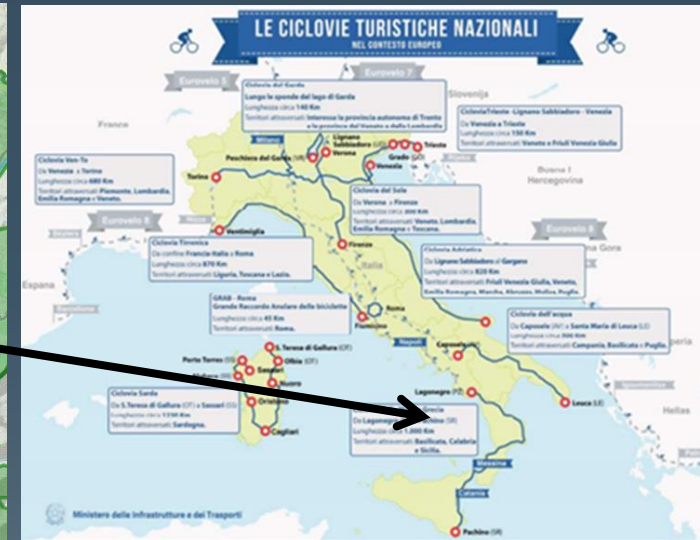 LE CICLOVIE TURISTICHE NAZIONALI
NEL CONTESTO EUROPEO
Eurovelo 5
Eurovelo 7
Ciclovia del Garda
Lungo le sponde del lago di Garda
Lunghezza circa 140 Km
Territori attraversati: Interessa la provincia autonoma di Trento
e le province del Veneto e della Lombardia
Slovenija
Ciclovia Trieste - Lignano Sabbiadoro - Venezia
Da Venezia a Trieste
Lunghezza circa 150 Km
Territori attraversati: Veneto e Friuli Venezia Giulia
France
Milano
Lignano
Sabbiadoro (UD)
Peschiera del Garda (VR)
Verona
Grado (GO)
Trieste
Venezia
Torino
Bosna I
Hercegovina
Ciclovia Ven-To
Da Venezia a Torino
Lunghezza circa 680 Km
Territori attraversati: Piemonte, Lombardia,
Emilia Romagna e Veneto.
Ciclovia del Sole
Da Verona a Firenze
Lunghezza circa 300 Km
Territori attraversati: Veneto, Lombardia,
Emilia Romagna e Toscana.
Eurovelo 8
Nizza
Ventimiglia
Firenze
Eurovelo 8
na Gora
Ciclovia Tirrenica
Da confine Francia-Italia a Roma
Lunghezza circa 870 Km
Territori attraversati: Liguria, Toscana e Lazio.
Ciclovia Adriatica
Da Lignano Sabbiadoro al Gargano
Lunghezza circa 820 Km
Territori attraversati: Friuli Venezia Giulia, Veneto,
Emilia Romagna, Marche, Abruzzo, Molise, Puglia.
Italia
Espana
Barcellona
GRAB - Roma
Grande Raccordo Anulare delle biciclette
Lunghezza circa 45 Km
Territori attraversati: Roma.
Roma
Fiumicino
Napoli
Caposele (AV)
Ciclovia dell'acqua
Da Caposele (AV) a Santa Maria di Leuca (LE)
Lunghezza circa 500 Km
Territori attraversati: Campania, Basilicata e Puglia.
S.Teresa di Gallura (OT)
Porto Torres (SS)
Olbia (OT)
Sassari
Nuoro
Oristano
Cagliari
Ciclovia Sarda
Da S.Teresa di Gallura (OT) a Sassari (SS)
Lunghezza circa 1230 Km
Territori attraversati: Sardegna.
Lagonegro (PZ)
Leuca (LE)
Igoumenitsa
Hellas
Grecia
Da Lagonegro
Pachino (SR)
Lunghezza circa 1.000 Km
Territori attraversati: Basilicata, Calabria
e Sicilia.
Messina
Catania
Pachino (SR)
Ministero delle Infrastrutture e dei Trasporti